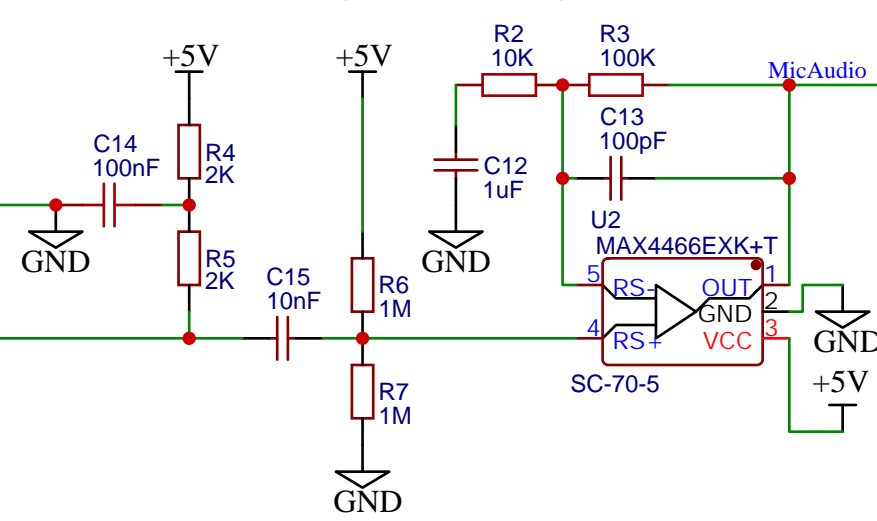 R2
10K
R3
100K
+5V
+5V
MicAudio
C13
100pF
C14
100nF
R4
2K
C12
1uF
U2
MAX4466EXK+T
GND
R5
2K
GND
C15
10nF
R6
1M
5
RS-
OUT
1
GND
2
4
RS+
VCC
3
GND
R7
1M
SC-70-5
+5V
GND